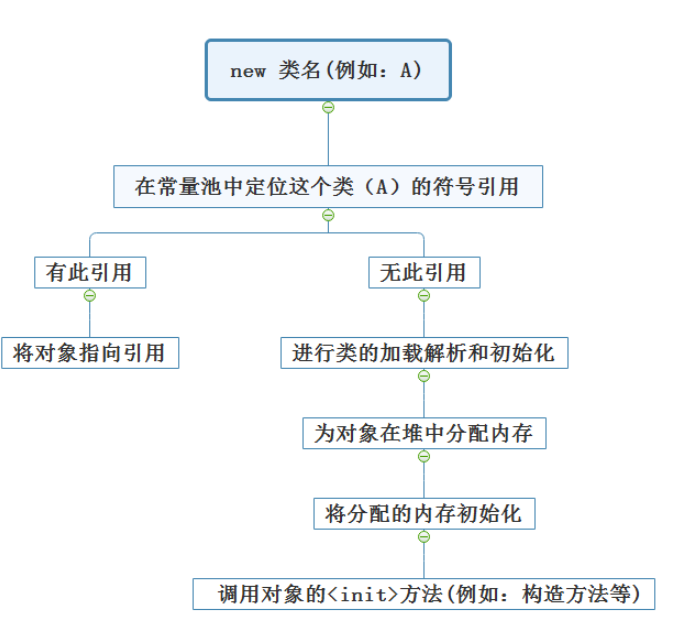 new 类名(例如：A)
在常量池中定位这个类（A）的符号引用
有此引用
无此引用
将对象指向引用
进行类的加载解析和初始化
为对象在堆中分配内存
将分配的内存初始化
调用对象的<init>方法(例如：构造方法等)